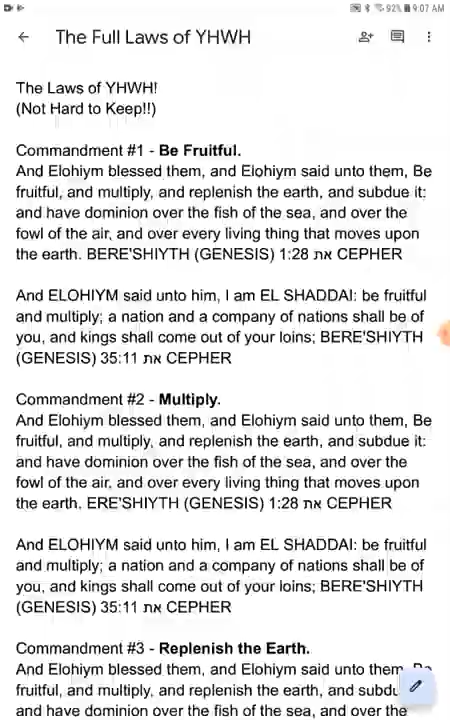 92% 9:07 AM
The Full Laws of YHWH
The Laws of YHWH!
(Not Hard to Keep!!)
Commandment #1 - Be Fruitful.
And Elohiym blessed them, and Elohiym said unto them, Be
fruitful, and multiply, and replenish the earth, and subdue it:
and have dominion over the fish of the sea, and over the
fowl of the air, and over every living thing that moves upon
the earth. BERE'SHIYTH (GENESIS) 1:28 את CEPHER
And ELOHIYM said unto him, I am EL SHADDAI: be fruitful
and multiply; a nation and a company of nations shall be of
you, and kings shall come out of your loins; BERE'SHIYTH
(GENESIS) 35:11 את CEPHER
Commandment #2 - Multiply.
And Elohiym blessed them, and Elohiym said unto them, Be
fruitful, and multiply, and replenish the earth, and subdue it:
and have dominion over the fish of the sea, and over the
fowl of the air, and over every living thing that moves upon
the earth. ERE'SHIYTH (GENESIS) 1:28 את CEPHER
And ELOHIYM said unto him, I am EL SHADDAI: be fruitful
and multiply; a nation and a company of nations shall be of
you, and kings shall come out of your loins; BERE'SHIYTH
(GENESIS) 35:11 את CEPHER
Commandment #3 - Replenish the Earth.
And Elohiym blessed them, and Elohiym said unto them
fruitful, and multiply, and replenish the earth, and subdu
and have dominion over the fish of the sea, and over the